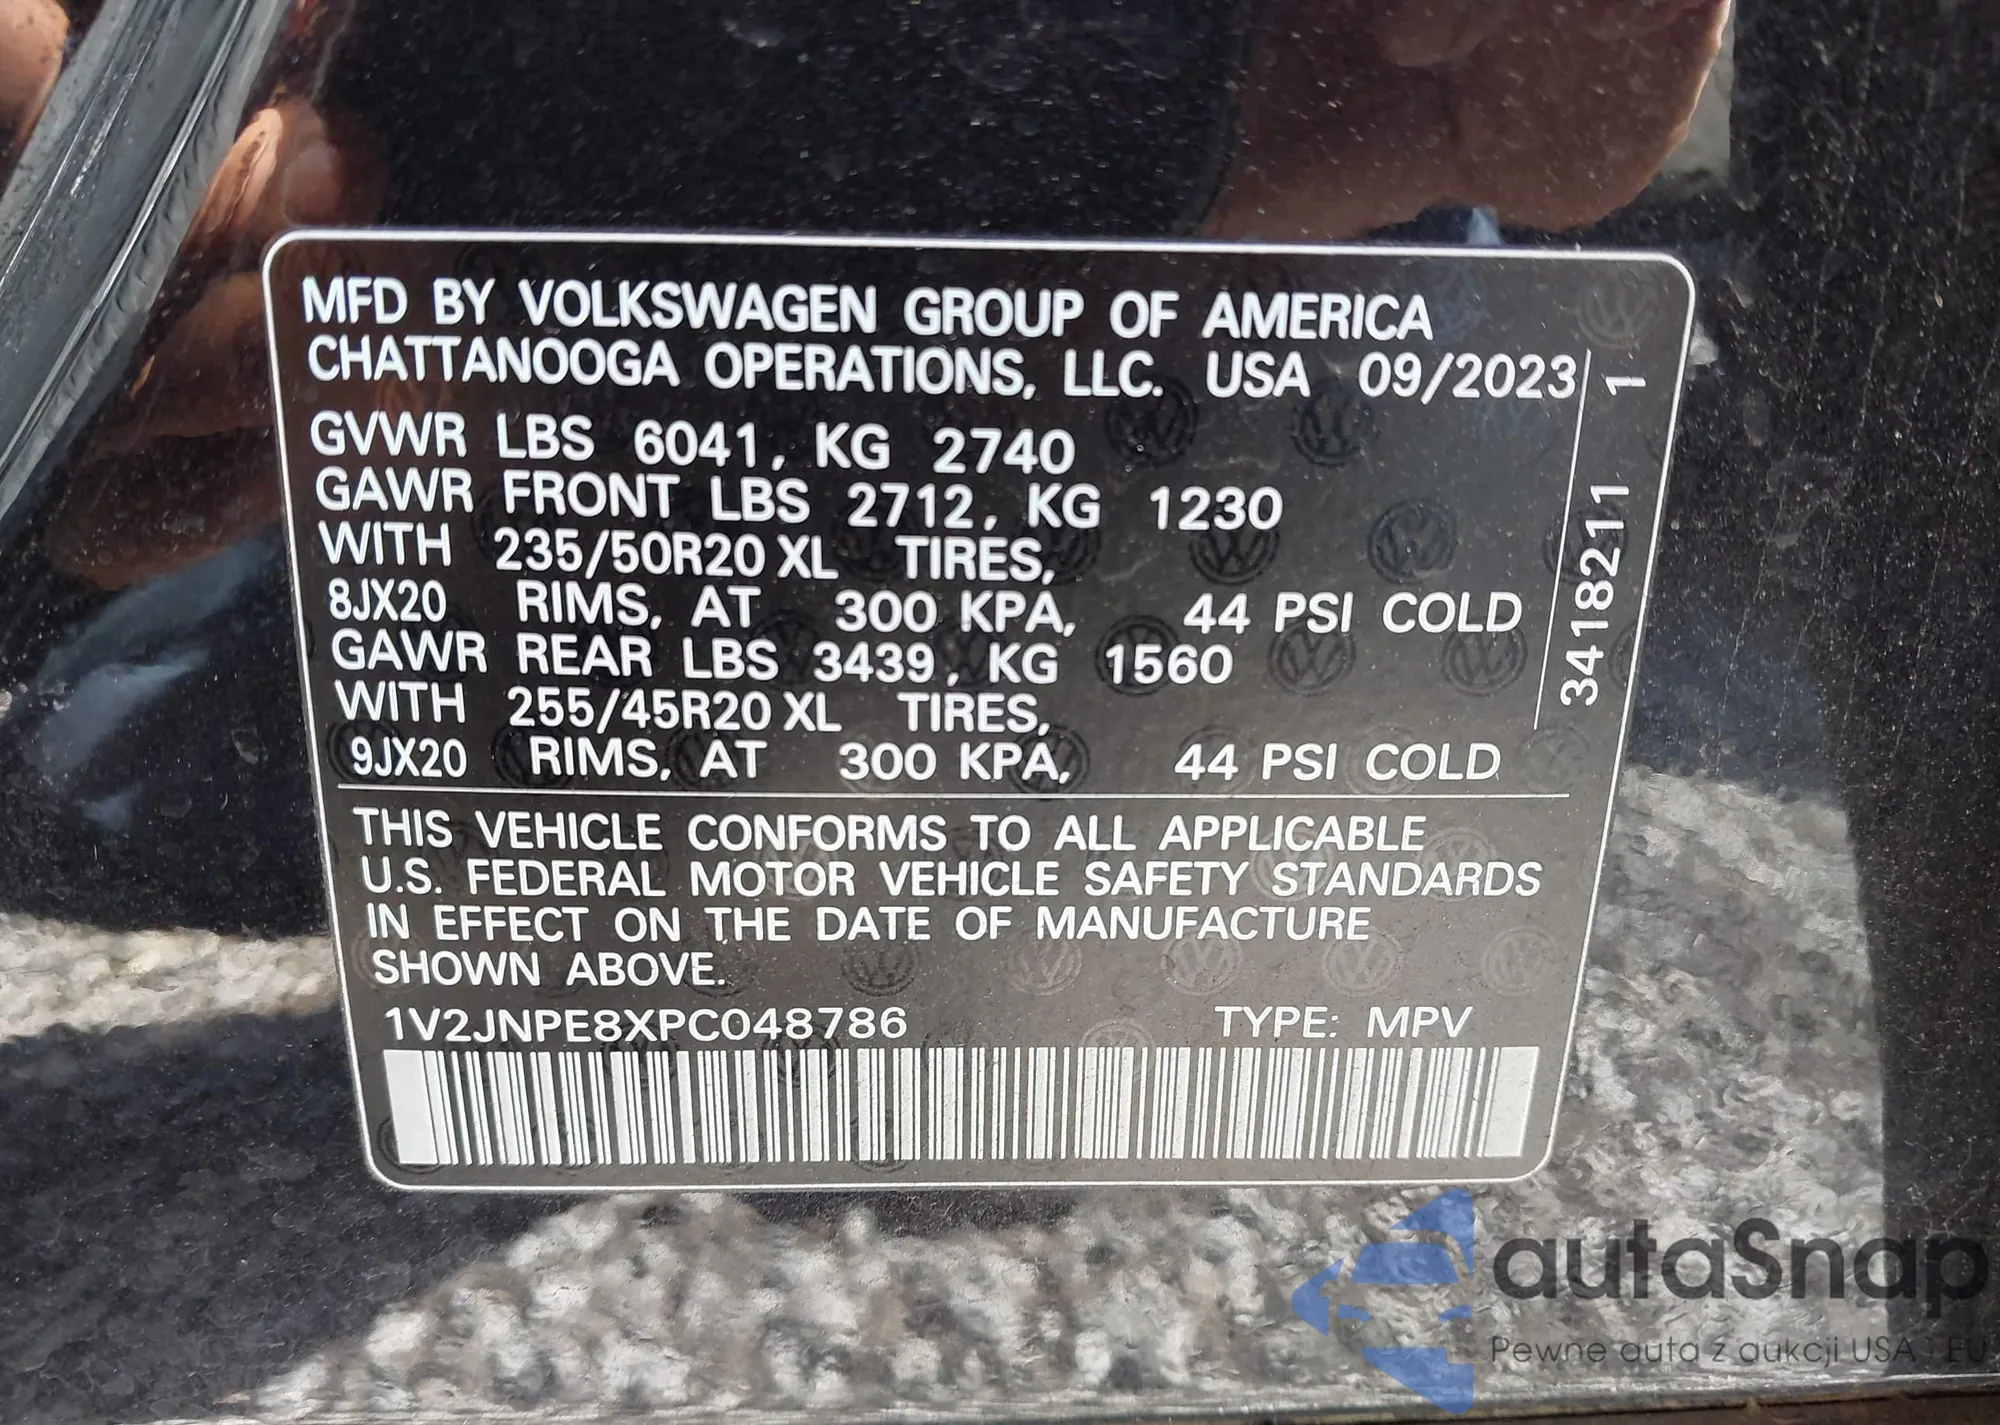 MFD BY VOLKSWAGEN GROUP OF AMERICA
CHATTANOOGA OPERATIONS, LLC. USA 09/2023
GVWR LBS 6041, KG 2740
GAWR FRONT LBS 2712, KG 1230
WITH 235/50R20 XL TIRES,
8JX20 RIMS, AT 300 KPA, 44 PSI COLD
GAWR REAR LBS 3439, KG 1560
WITH 255/45R20 XL TIRES,
9JX20 RIMS, AT 300 KPA, 44 PSI COLD
3418211 1
THIS VEHICLE CONFORMS TO ALL APPLICABLE
U.S. FEDERAL MOTOR VEHICLE SAFETY STANDARDS
IN EFFECT ON THE DATE OF MANUFACTURE
SHOWN ABOVE.
1V2JNPE8XPC048786 TYPE: MPV
autaSnap
Pewne auta z aukcji USA i EU